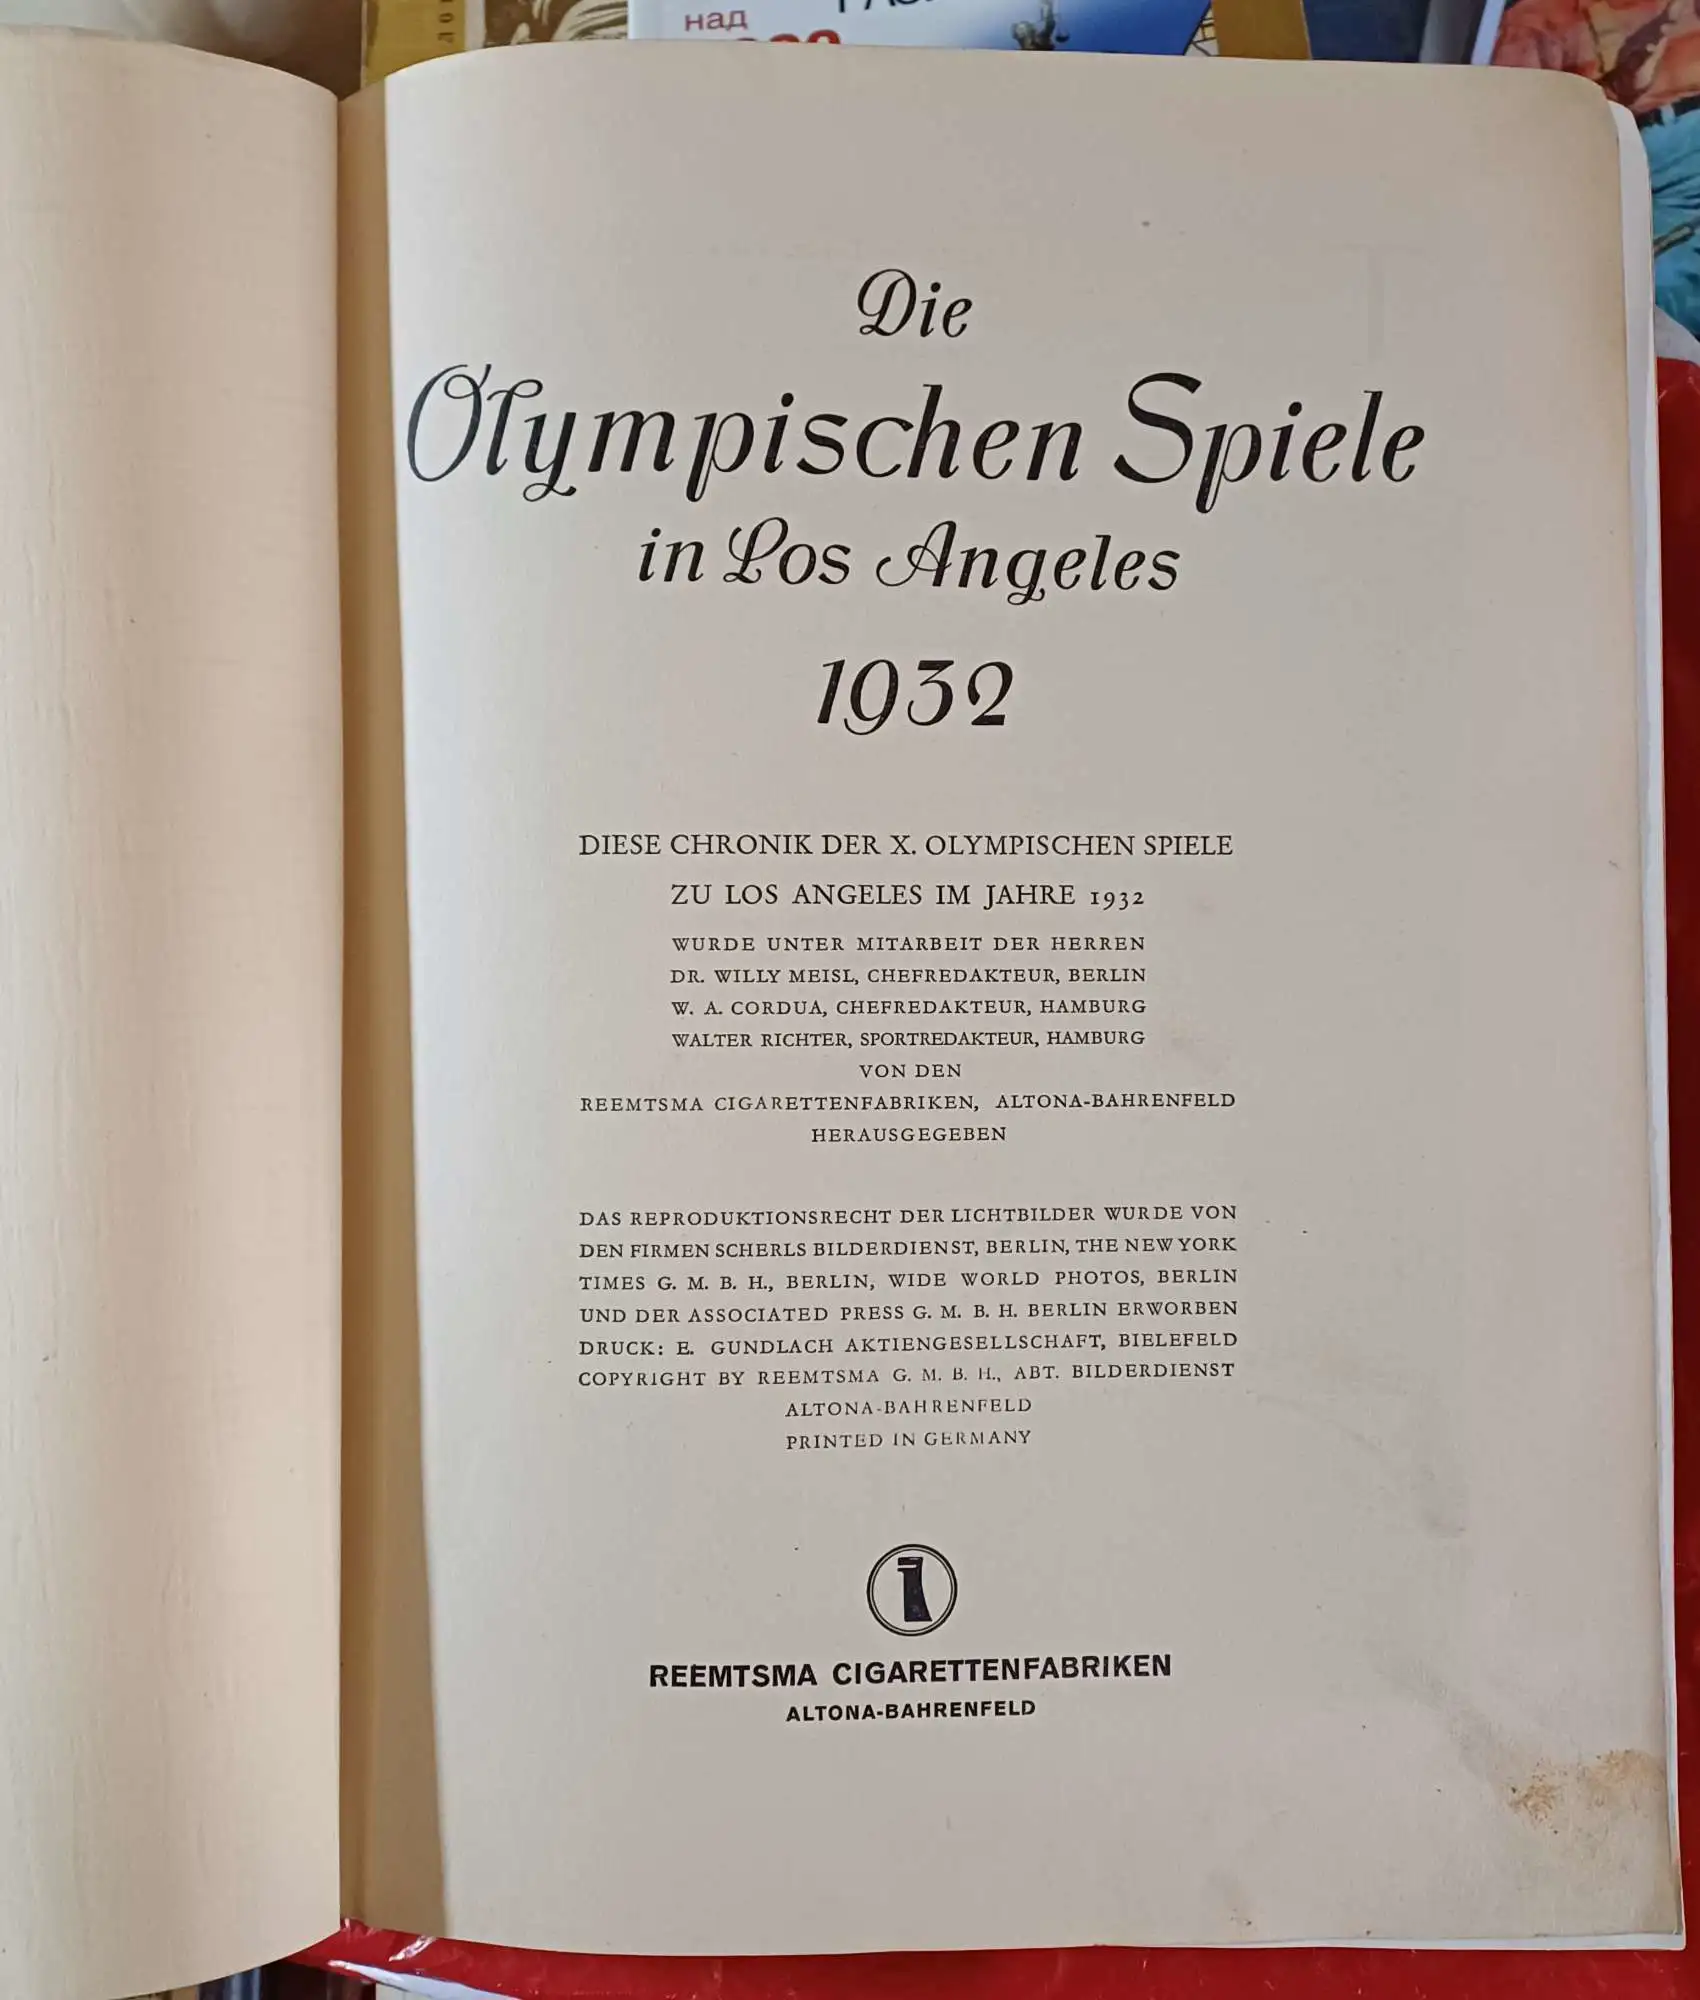 над
Die
Olympischen Spiele
in Los Angeles
1932
DIESE CHRONIK DER X. OLYMPISCHEN SPIELE
ZU LOS ANGELES IM JAHRE 1932
WURDE UNTER MITARBEIT DER HERREN
DR. WILLY MEISL, CHEFREDAKTEUR, BERLIN
W. A. CORDUA, CHEFREDAKTEUR, HAMBURG
WALTER RICHTER, SPORTREDAKTEUR, HAMBURG
VON DEN
REEMTSMA CIGARETTENFABRIKEN, ALTONA-BAHRENFELD
HERAUSGEGEBEN
DAS REPRODUKTIONSRECHT DER LICHTBILDER WURDE VON
DEN FIRMEN SCHERLS BILDERDIENST, BERLIN, THE NEW YORK
TIMES G. M. B. H., BERLIN, WIDE WORLD PHOTOS, BERLIN
UND DER ASSOCIATED PRESS G. M. B. H. BERLIN ERWORBEN
DRUCK: E. GUNDLACH AKTIENGESELLSCHAFT, BIELEFELD
COPYRIGHT BY REEMTSMA G. M. B. H., ABT. BILDERDIENST
ALTONA-BAHRENFELD
PRINTED IN GERMANY
REEMTSMA CIGARETTENFABRIKEN
ALTONA-BAHRENFELD